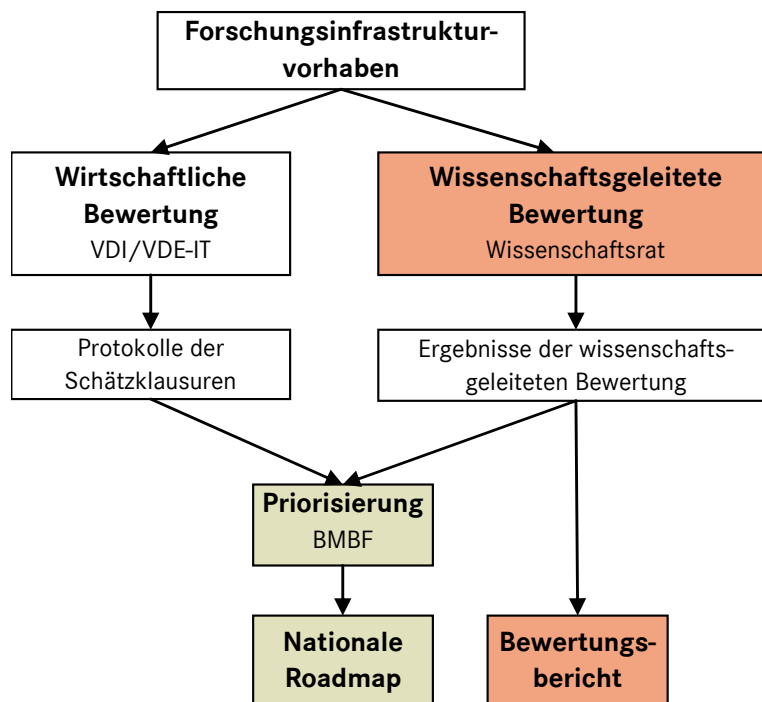 Forschungsinfrastruktur-
vorhaben
Wirtschaftliche
Bewertung
VDI/VDE-IT
Wissenschaftsgeleitete
Bewertung
Wissenschaftsrat
Protokolle der
Schätzklausuren
Ergebnisse der wissenschafts-
geleiteten Bewertung
Priorisierung
BMBF
Nationale
Roadmap
Bewertungs-
bericht